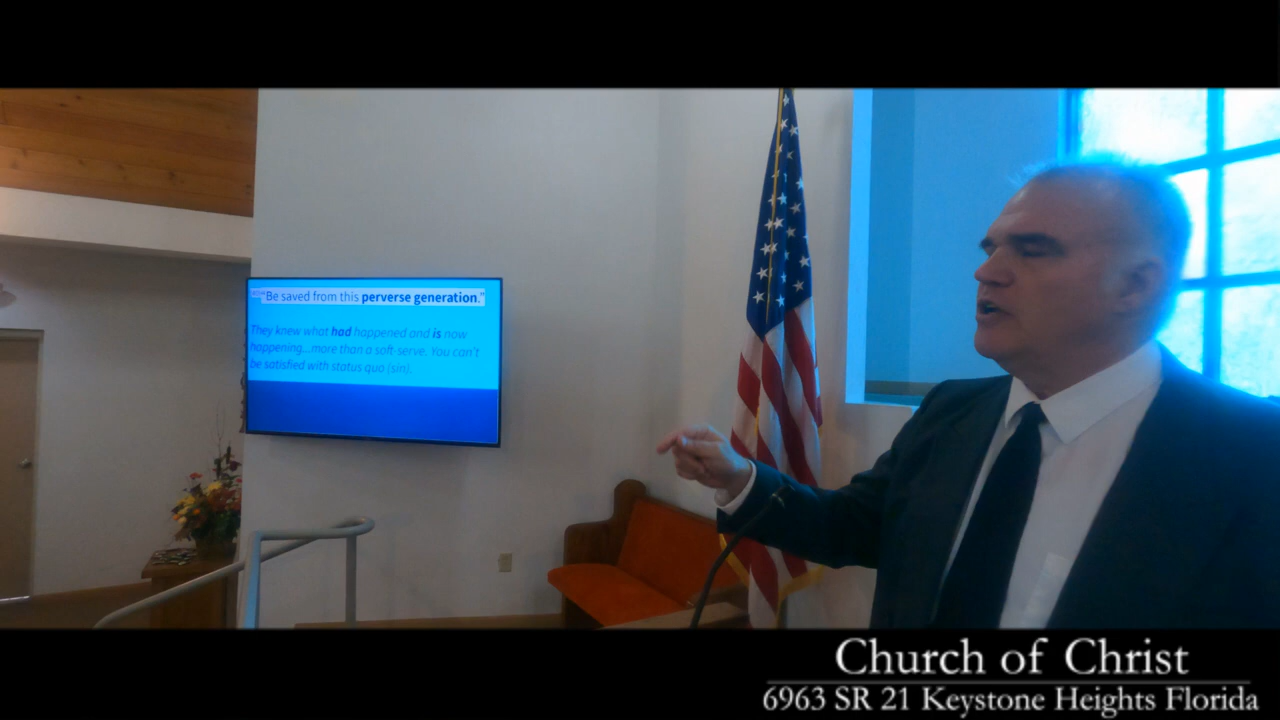 "Be saved from this perverse generation."
They knew what had happened and is now
happening...more than a soft-serve. You can't
be satisfied with status quo (sin).
Church of Christ
6963 SR 21 Keystone Heights Florida